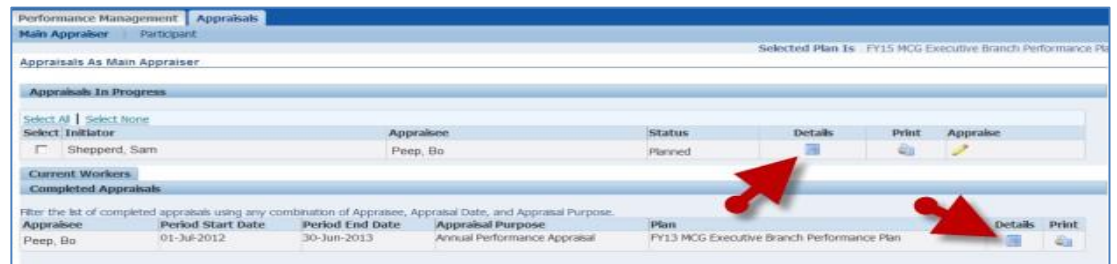 Performance Management Appraisals
Main Appraiser | Participant
Selected Plan Is FY15 MCG Executive Branch Performance Pla
Appraisals As Main Appraiser
Appraisals In Progress
Select All | Select None
Select Initiator Appraisee Status Details Print Appraise
Shepperd, Sam Peep, Bo Planned
Current Workers
Completed Appraisals
Filter the list of completed appraisals using any combination of Appraisee, Appraisal Date, and Appraisal Purpose.
Appraisee Period Start Date Period End Date Appraisal Purpose Plan Details Print
Peep, Bo 01-Jul-2012 30-Jun-2013 Annual Performance Appraisal FY13 MCG Executive Branch Performance Plan